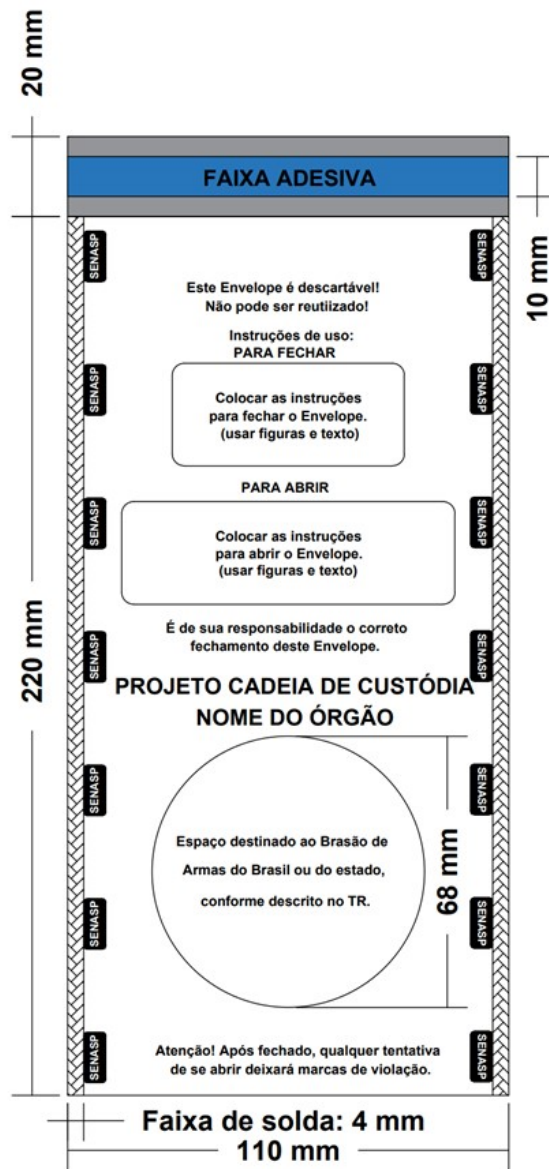 20 mm
FAIXA ADESIVA
10 mm
SENASP SENASP
Este Envelope é descartável!
Não pode ser reutiizado!
Instruções de uso:
PARA FECHAR
SENASP SENASP
Colocar as instruções
para fechar o Envelope.
(usar figuras e texto)
PARA ABRIR
SENASP SENASP
Colocar as instruções
para abrir o Envelope.
(usar figuras e texto)
É de sua responsabilidade o correto
fechamento deste Envelope.
SENASP SENASP
220 mm
PROJETO CADEIA DE CUSTÓDIA
NOME DO ÓRGÃO
SENASP SENASP
Espaço destinado ao Brasão de
Armas do Brasil ou do estado,
conforme descrito no TR.
68 mm
SENASP SENASP
Atenção! Após fechado, qualquer tentativa
de se abrir deixará marcas de violação.
SENASP SENASP
Faixa de solda: 4 mm
110 mm